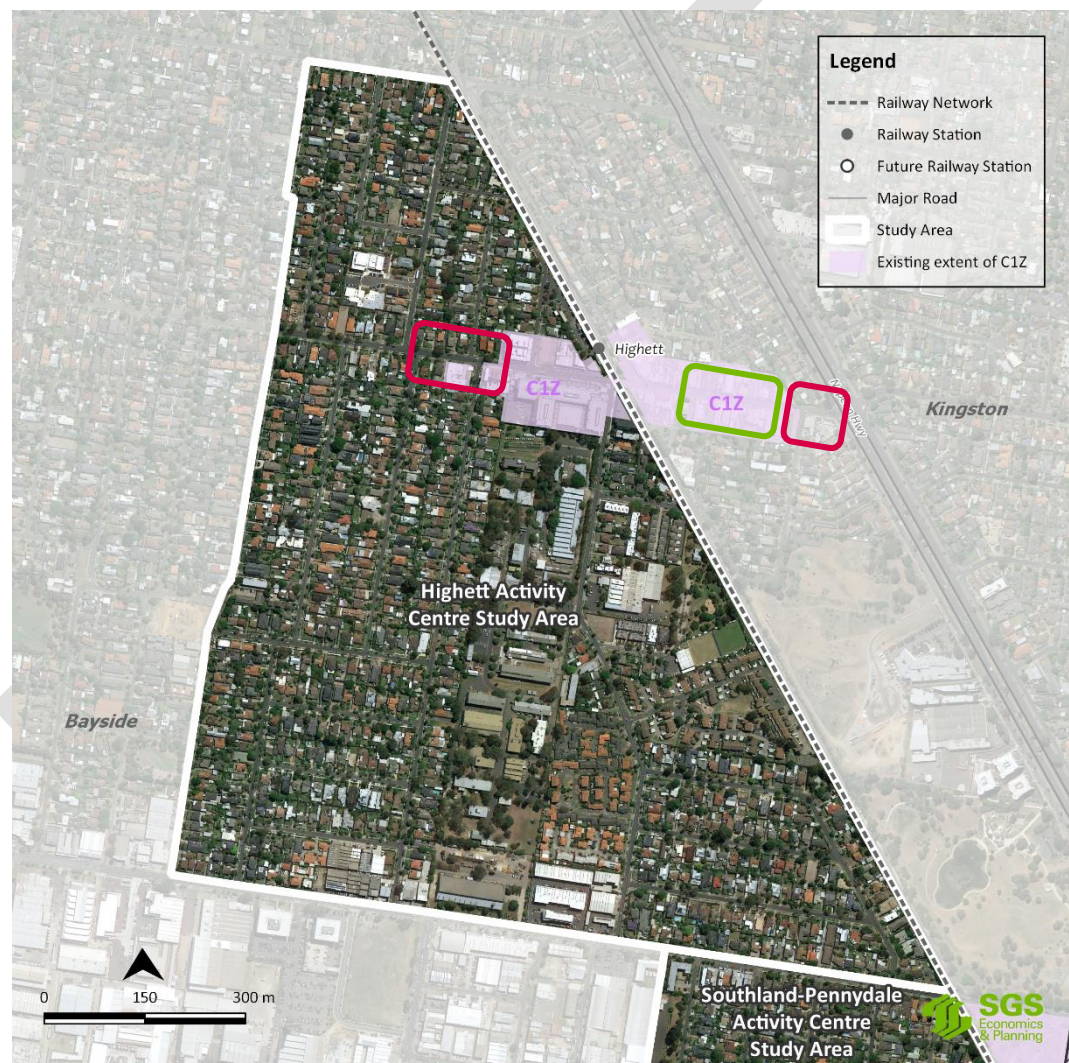 Legend
Railway Network
Railway Station
Future Railway Station
Major Road
Study Area
Existing extent of C1Z
Highett
C1Z
C1Z
Kingston
Highett Activity
Centre Study Area
Bayside
0 150 300 m
Southland-Pennydale
Activity Centre
Study Area
SGS
Economics
& Planning